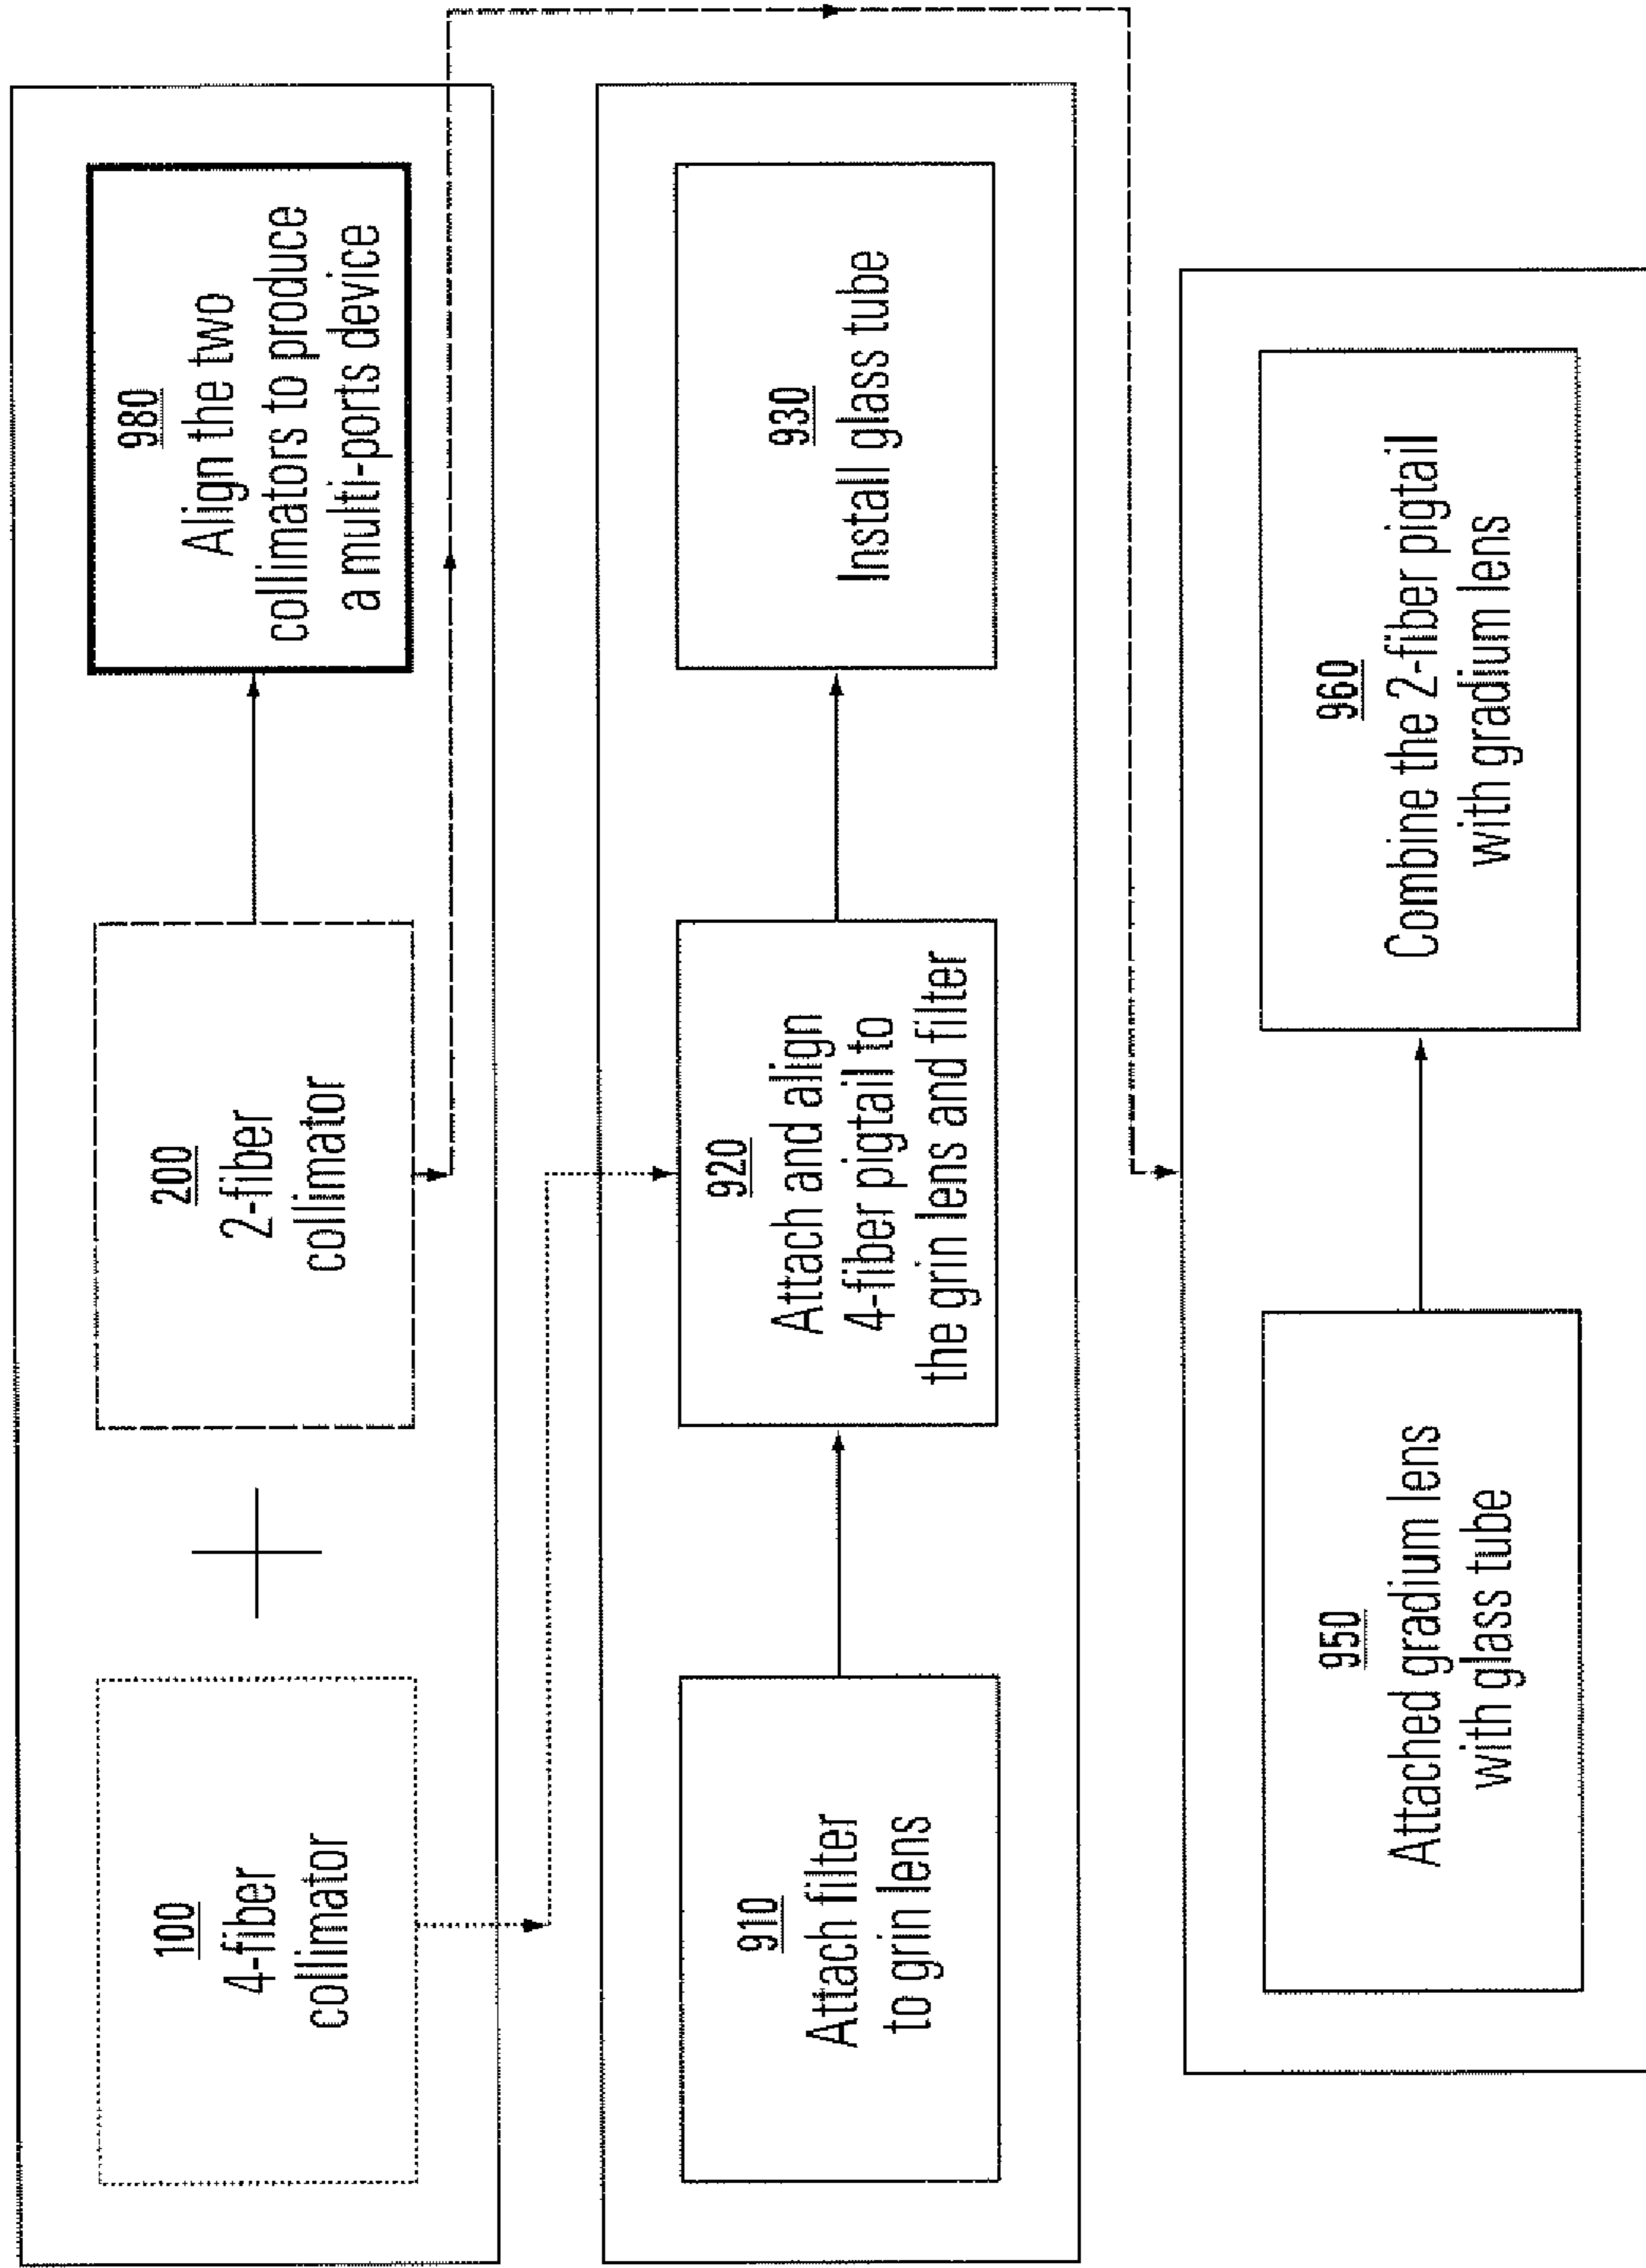 100
4-fiber
collimator
200
2-fiber
collimator
980
Align the two
collimators to produce
a multi-ports device
910
Attach filter
to grin lens
920
Attach and align
4-fiber pigtail to
the grin lens and filter
930
Install glass tube
950
Attached gradium lens
with glass tube
960
Combine the 2-fiber pigtail
with gradium lens